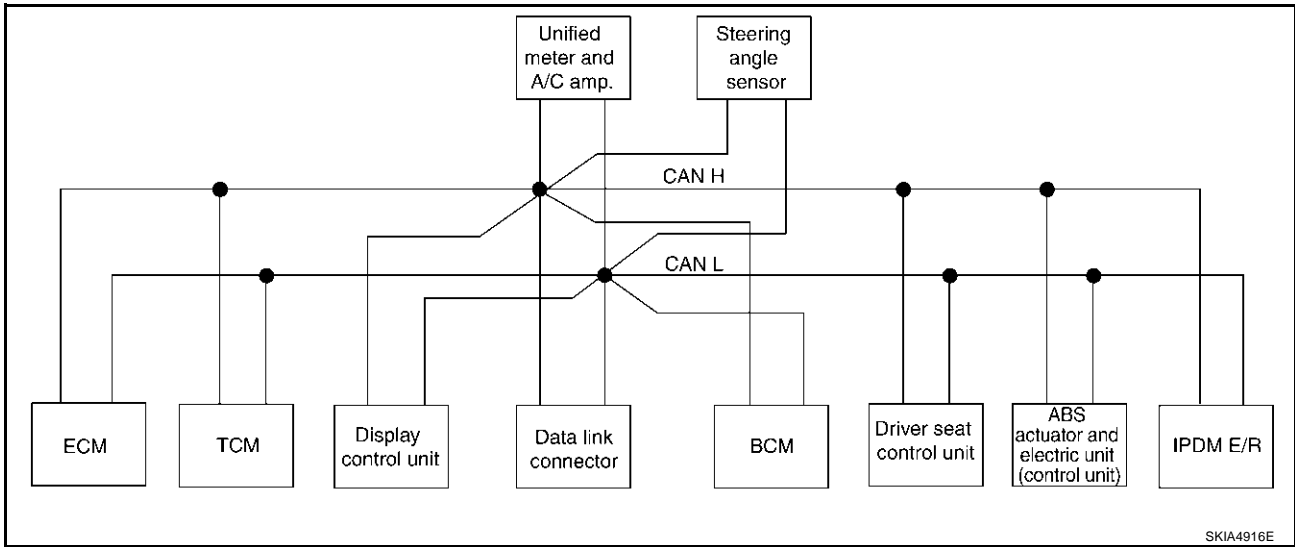 Unified
meter and
A/C amp.
Steering
angle
sensor
CAN H
CAN L
ECM
TCM
Display
control unit
Data link
connector
BCM
Driver seat
control unit
ABS
actuator and
electric unit
(control unit)
IPDM E/R
SKIA4916E